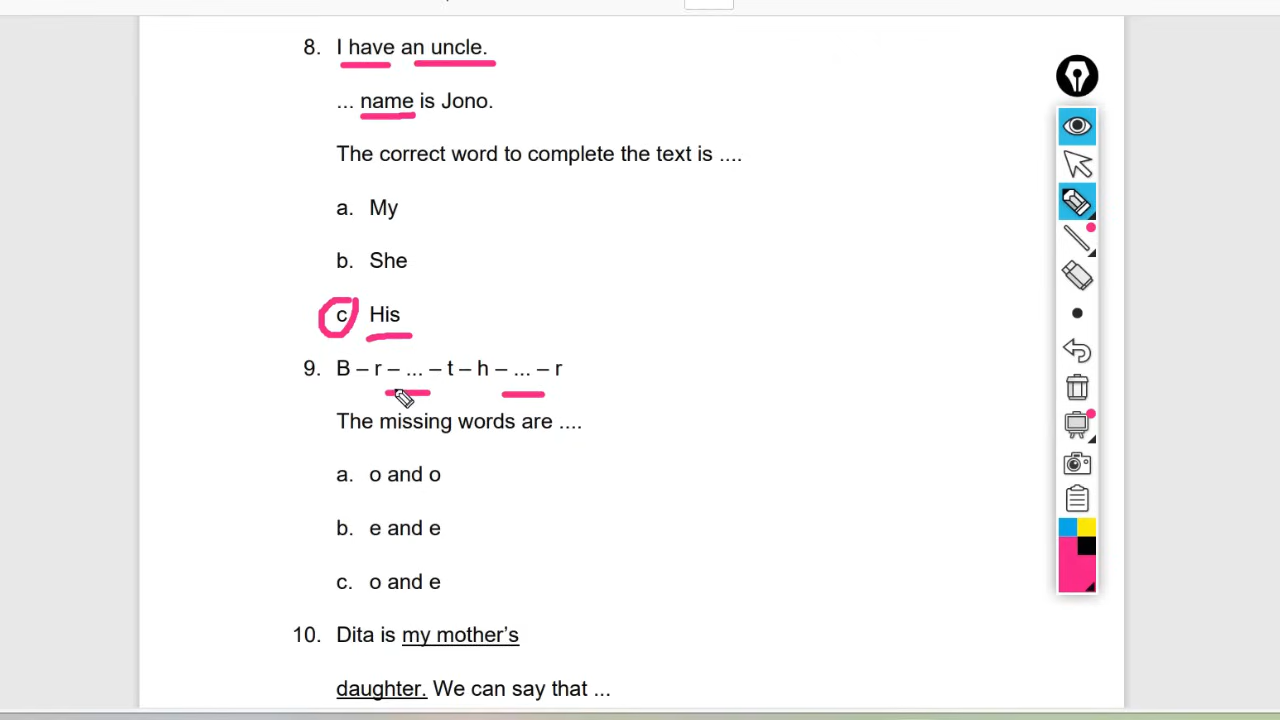 8. I have an uncle.
... name is Jono.
The correct word to complete the text is ....
a. My
b. She
c. His
9. B – r – ... – t – h – ... – r
The missing words are ....
a. o and o
b. e and e
c. o and e
10. Dita is my mother’s
daughter. We can say that ...